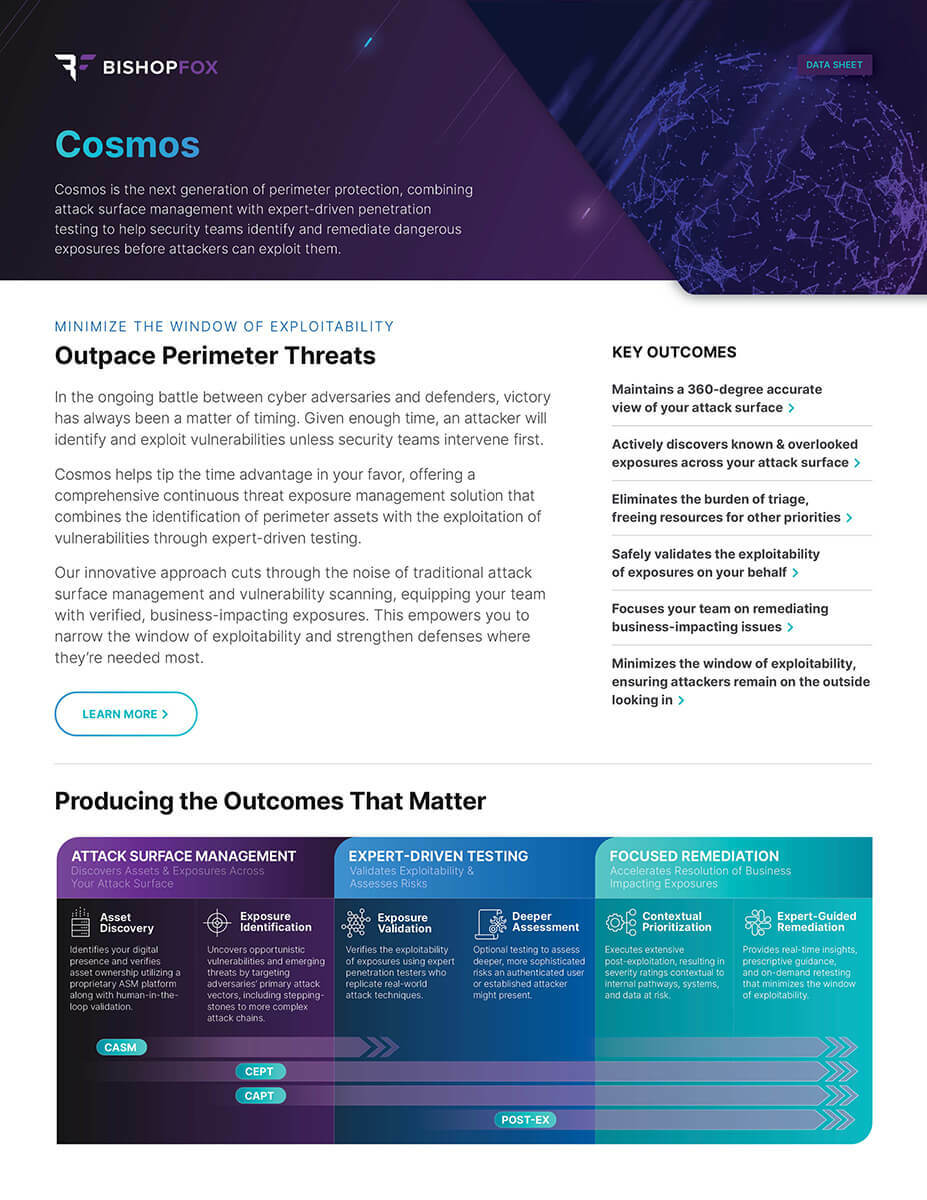 BISHOPFOX
DATA SHEET
Cosmos
Cosmos is the next generation of perimeter protection, combining
attack surface management with expert-driven penetration
testing to help security teams identify and remediate dangerous
exposures before attackers can exploit them.
MINIMIZE THE WINDOW OF EXPLOITABILITY
Outpace Perimeter Threats
In the ongoing battle between cyber adversaries and defenders, victory
has always been a matter of timing. Given enough time, an attacker will
identify and exploit vulnerabilities unless security teams intervene first.
Cosmos helps tip the time advantage in your favor, offering a
comprehensive continuous threat exposure management solution that
combines the identification of perimeter assets with the exploitation of
vulnerabilities through expert-driven testing.
Our innovative approach cuts through the noise of traditional attack
surface management and vulnerability scanning, equipping your team
with verified, business-impacting exposures. This empowers you to
narrow the window of exploitability and strengthen defenses where
they're needed most.
LEARN MORE
KEY OUTCOMES
Maintains a 360-degree accurate
view of your attack surface
Actively discovers known & overlooked
exposures across your attack surface
Eliminates the burden of triage,
freeing resources for other priorities
Safely validates the exploitability
of exposures on your behalf
Focuses your team on remediating
business-impacting issues
Minimizes the window of exploitability,
ensuring attackers remain on the outside
looking in
Producing the Outcomes That Matter
ATTACK SURFACE MANAGEMENT
Discovers Assets & Exposures Across
Your Attack Surface
Asset
Discovery
Identifies your digital
presence and verifies
asset ownership utilizing a
proprietary ASM platform
along with human-in-the-
loop validation.
Exposure
Identification
Uncovers opportunistic
vulnerabilities and emerging
threats by targeting
adversaries' primary attack
vectors, including stepping-
stones to more complex
attack chains.
EXPERT-DRIVEN TESTING
Validates Exploitability &
Assesses Risks
Exposure
Validation
Verifies the exploitability
of exposures using expert
penetration testers who
replicate real-world
attack techniques.
Deeper
Assessment
Optional testing to assess
deeper, more sophisticated
risks an authenticated user
or established attacker
might present.
FOCUSED REMEDIATION
Accelerates Resolution of Business
Impacting Exposures
Contextual
Prioritization
Executes extensive
post-exploitation, resulting in
severity ratings contextual to
internal pathways, systems,
and data at risk.
Expert-Guided
Remediation
Provides real-time insights,
prescriptive guidance,
and on-demand retesting
that minimizes the window
of exploitability.
CASM
CEPT
CAPT
POST-EX